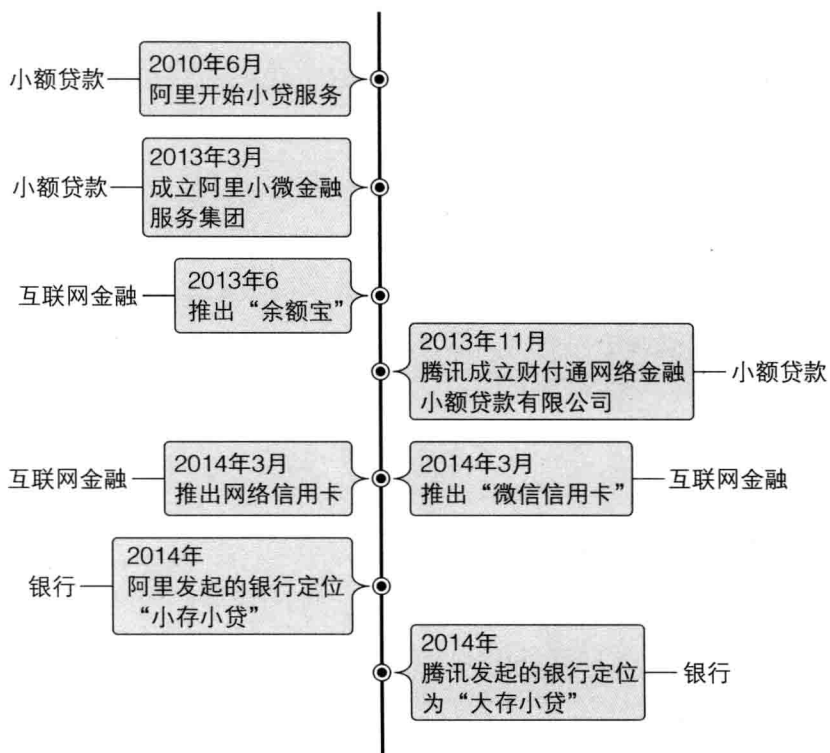 小额贷款
2010年6月
阿里开始小贷服务
小额贷款
2013年3月
成立阿里小微金融
服务集团
互联网金融
2013年6
推出“余额宝”
2013年11月
腾讯成立财付通网络金融
小额贷款有限公司
小额贷款
互联网金融
2014年3月
推出网络信用卡
2014年3月
推出“微信信用卡”
互联网金融
银行
2014年
阿里发起的银行定位
“小存小贷”
2014年
腾讯发起的银行定位
为“大存小贷”
银行